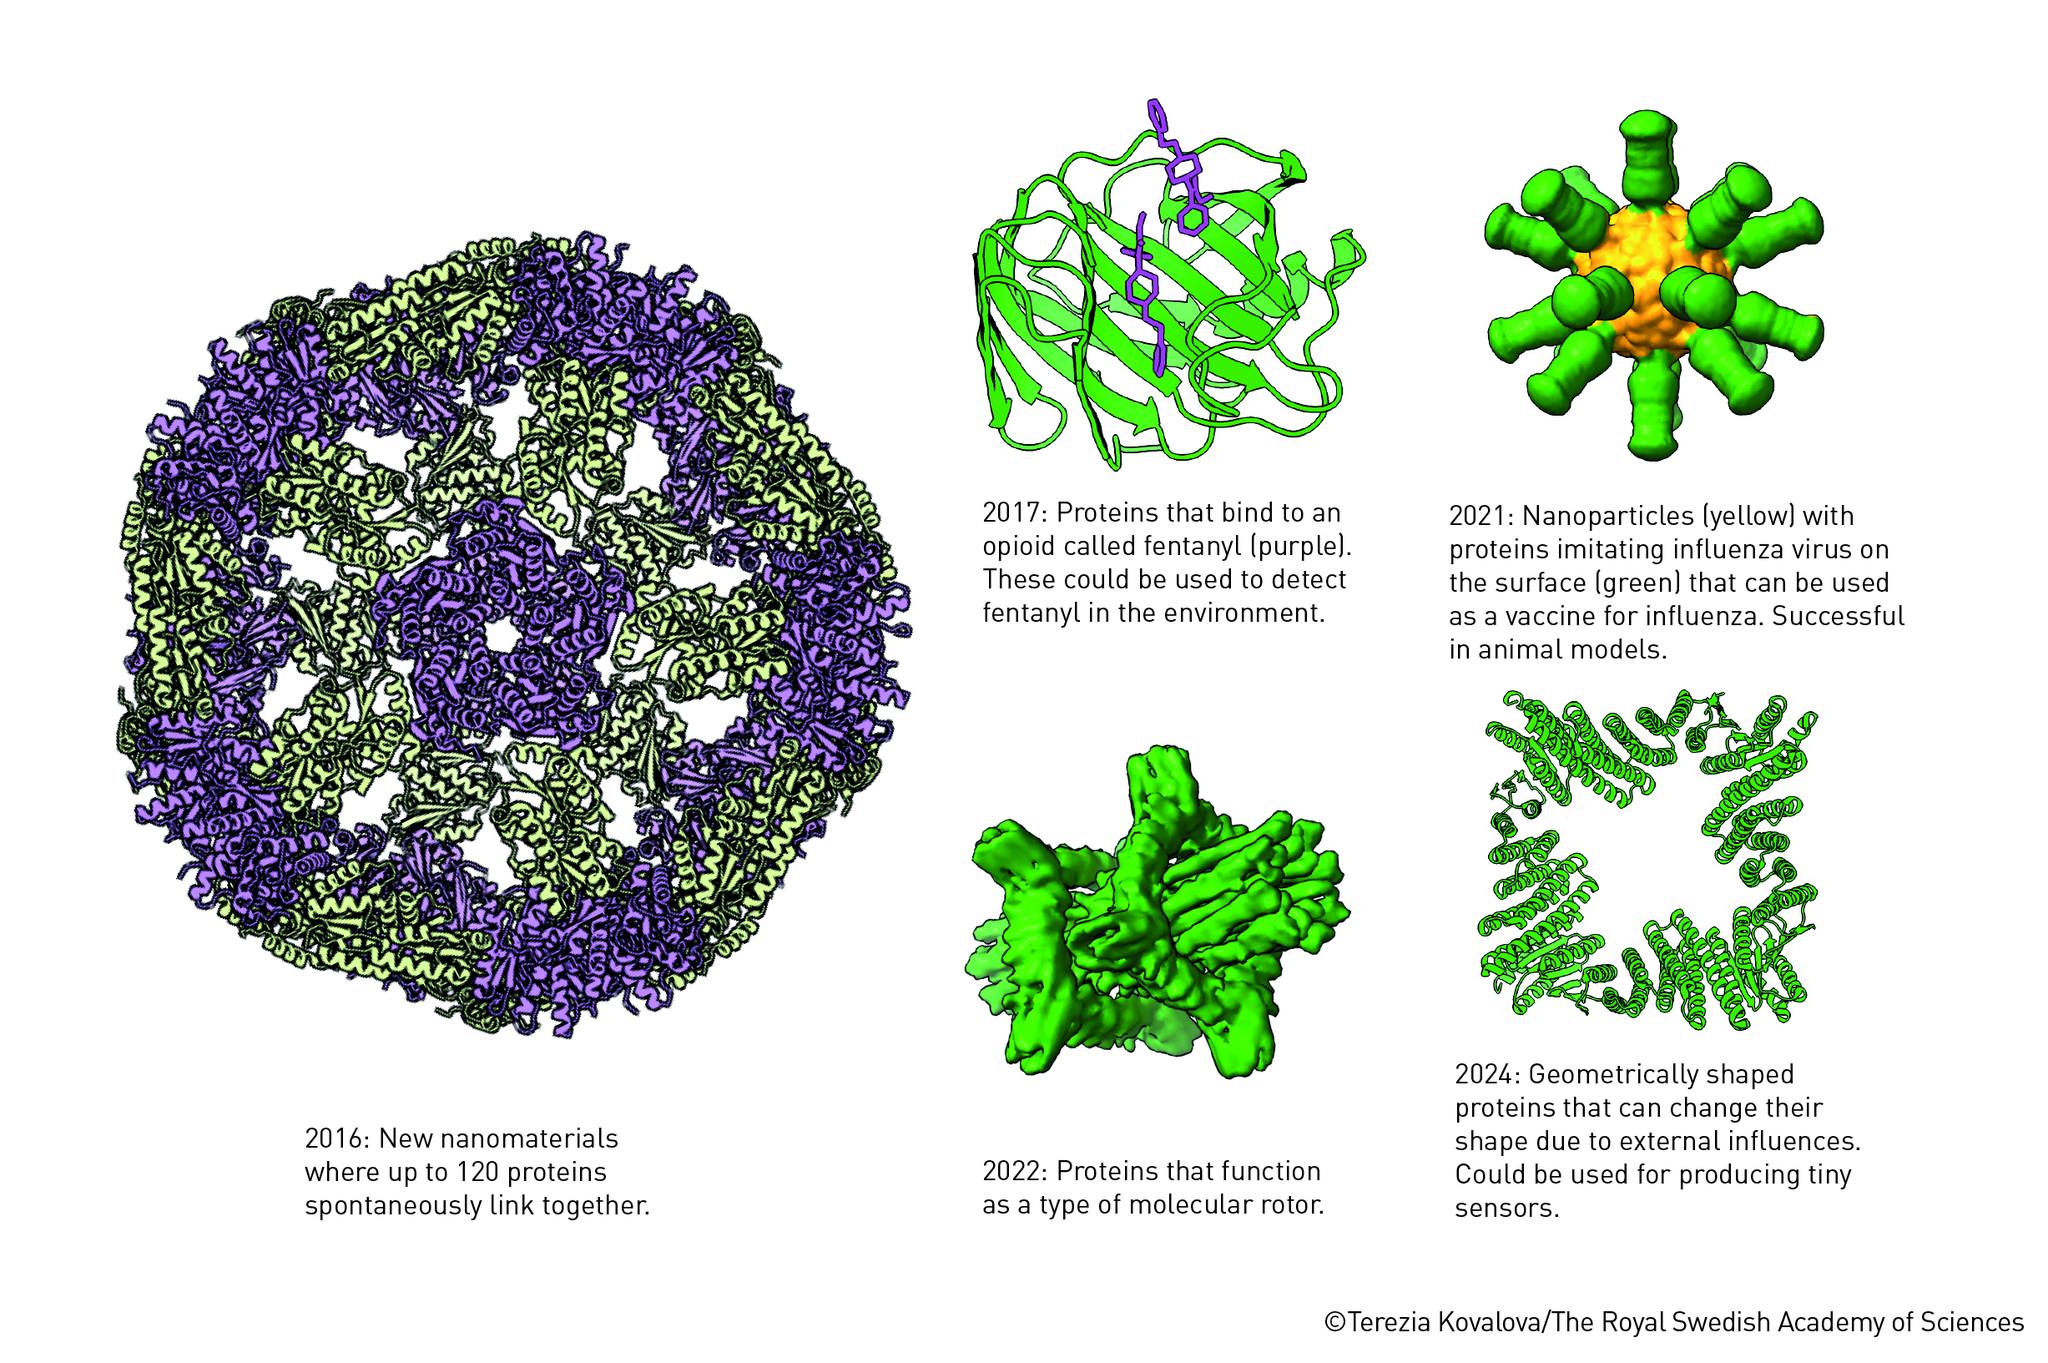 2017: Proteins that bind to an
opioid called fentanyl (purple).
These could be used to detect
fentanyl in the environment.
2021: Nanoparticles (yellow) with
proteins imitating influenza virus on
the surface (green) that can be used
as a vaccine for influenza. Successful
in animal models.
2016: New nanomaterials
where up to 120 proteins
spontaneously link together.
2022: Proteins that function
as a type of molecular rotor.
2024: Geometrically shaped
proteins that can change their
shape due to external influences.
Could be used for producing tiny
sensors.
©Terezia Kovalova/The Royal Swedish Academy of Sciences